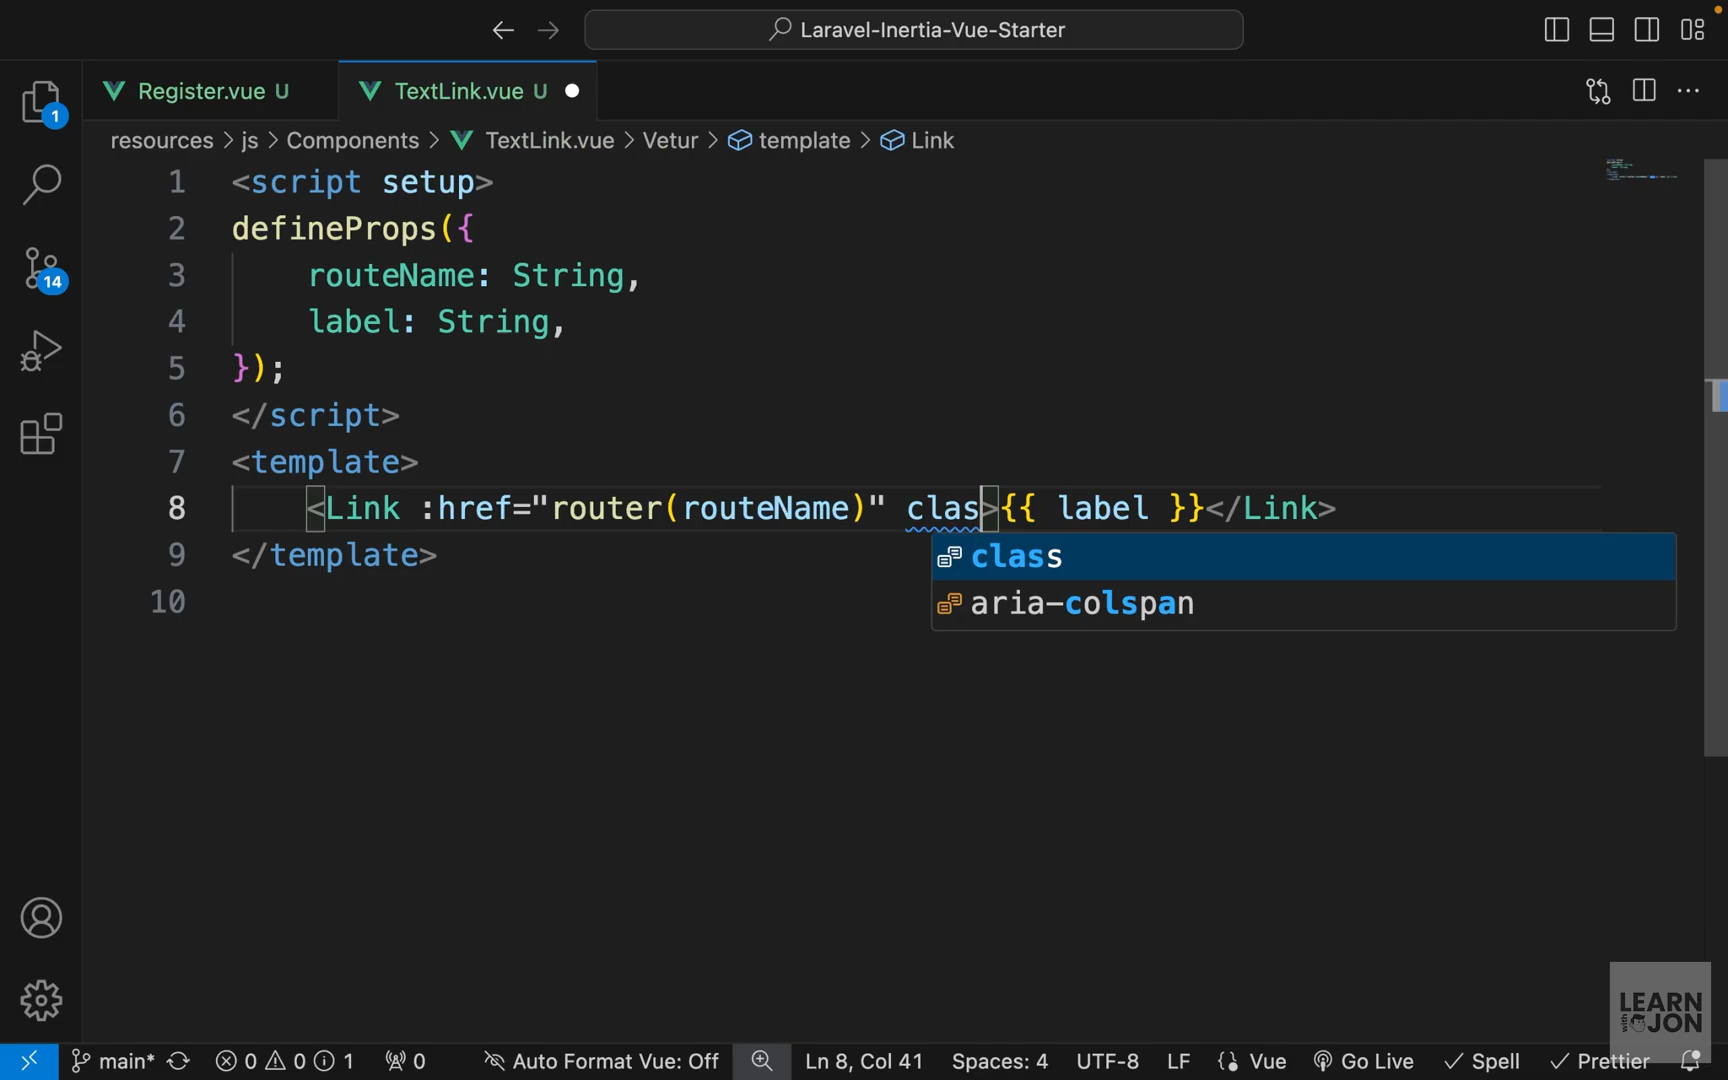 Laravel-Inertia-Vue-Starter
Register.vue U
TextLink.vue U
resources > js > Components > TextLink.vue > Vetur > template > Link
1
14
1 <script setup>
2 defineProps({
3 routeName: String,
4 label: String,
5 });
6 </script>
7 <template>
8 <Link :href="router(routeName)" clas>{{ label }}</Link>
9 </template>
10
class
aria-colspan
LEARN
with JON
main* 0 0 1 0 Auto Format Vue: Off Ln 8, Col 41 Spaces: 4 UTF-8 LF Vue Go Live Spell Prettier